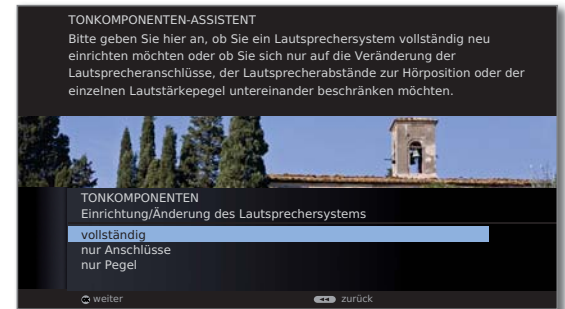 TONKOMPONENTEN-ASSISTENT
Bitte geben Sie hier an, ob Sie ein Lautsprechersystem vollständig neu
einrichten möchten oder ob Sie sich nur auf die Veränderung der
Lautsprecheranschlüsse, der Lautsprecherabstände zur Hörposition oder der
einzelnen Lautstärkepegel untereinander beschränken möchten.
TONKOMPONENTEN
Einrichtung/Änderung des Lautsprechersystems
vollständig
nur Anschlüsse
nur Pegel
OK weiter zurück